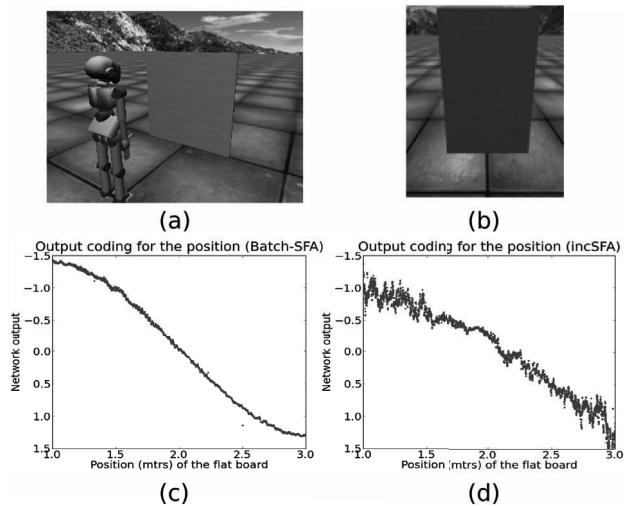 (a)
(b)
Output coding for the position (Batch-SFA)
Network output
−1.5
−1.0
−0.5
0.0
0.5
1.0
1.5
1.0
1.5
2.0
2.5
3.0
Position (mtrs) of the flat board
(c)
Output coding for the position (incSFA)
Network output
−1.5
−1.0
−0.5
0.0
0.5
1.0
1.5
1.0
1.5
2.0
2.5
3.0
Position (mtrs) of the flat board
(d)